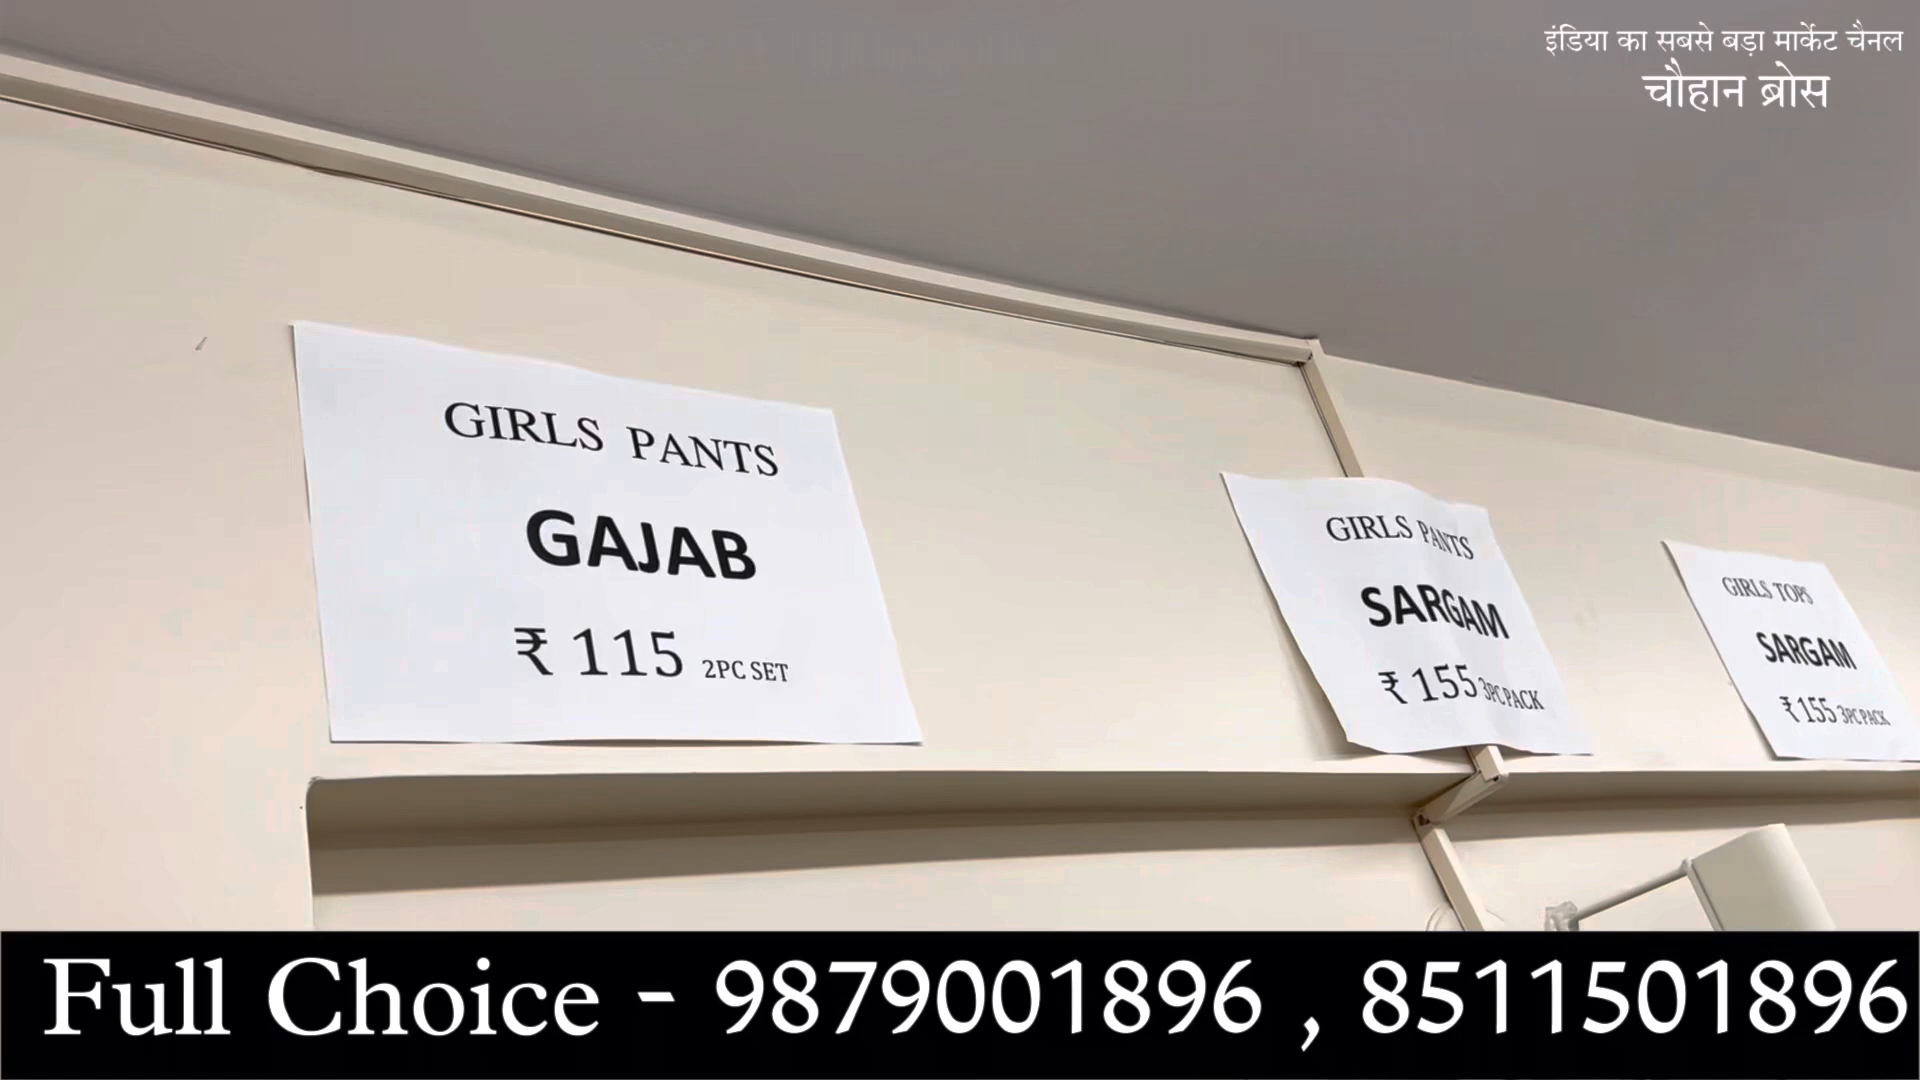 इंडिया का सबसे बड़ा मार्केट चैनल
चौहान ब्रोस
GIRLS PANTS
GAJAB
₹ 115 2PC SET
GIRLS PANTS
SARGAM
₹ 155 3PC PACK
GIRLS TOPS
SARGAM
₹ 155 3PC PACK
Full Choice - 9879001896 , 8511501896